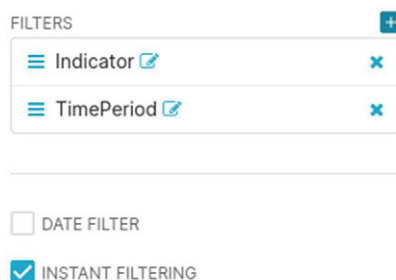 FILTERS
Indicator
TimePeriod
DATE FILTER
INSTANT FILTERING